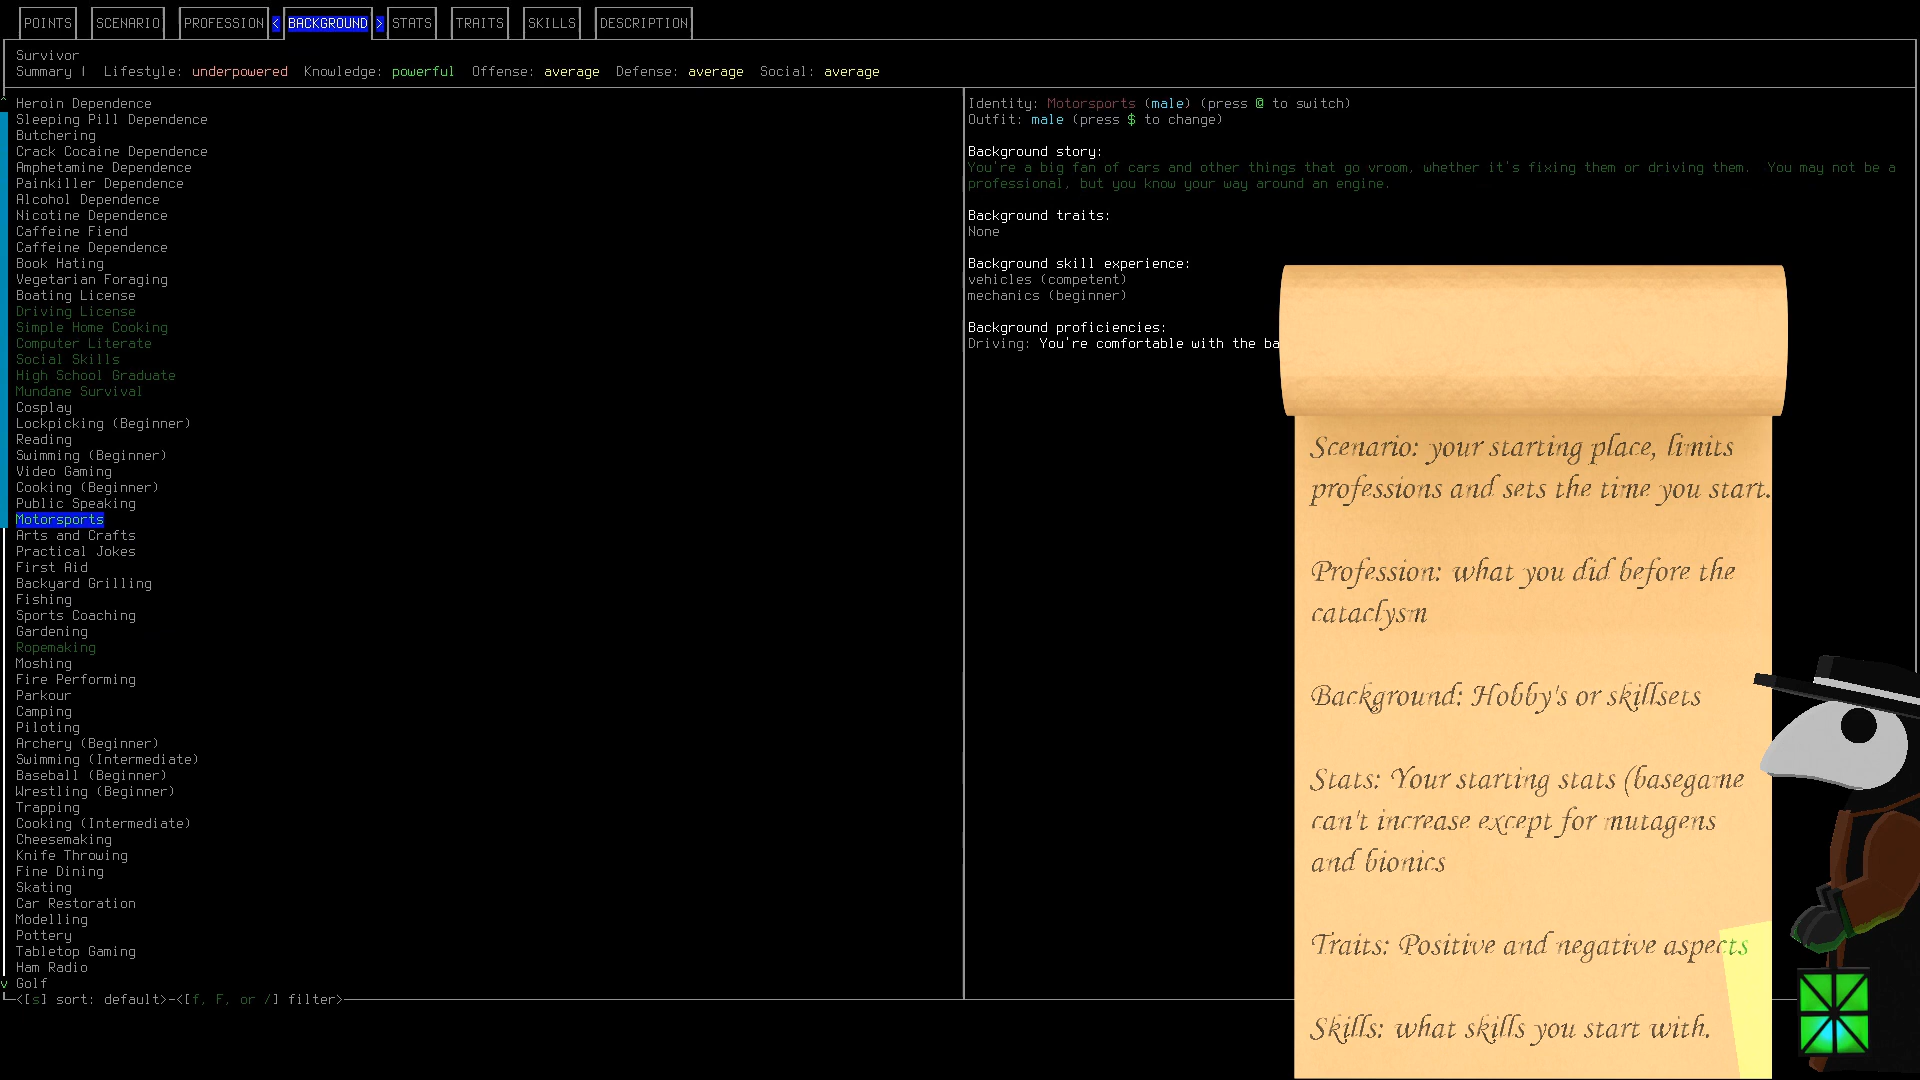 POINTS SCENARIO PROFESSION < BACKGROUND > STATS TRAITS SKILLS DESCRIPTION
Survivor
Summary | Lifestyle: underpowered Knowledge: powerful Offense: average Defense: average Social: average
Heroin Dependence
Sleeping Pill Dependence
Butchering
Crack Cocaine Dependence
Amphetamine Dependence
Painkiller Dependence
Alcohol Dependence
Nicotine Dependence
Caffeine Fiend
Caffeine Dependence
Book Hating
Vegetarian Foraging
Boating License
Driving License
Simple Home Cooking
Computer Literate
Social Skills
High School Graduate
Mundane Survival
Cosplay
Lockpicking (Beginner)
Reading
Swimming (Beginner)
Video Gaming
Cooking (Beginner)
Public Speaking
Motorsports
Arts and Crafts
Practical Jokes
First Aid
Backyard Grilling
Fishing
Sports Coaching
Gardening
Ropemaking
Moshing
Fire Performing
Parkour
Camping
Piloting
Archery (Beginner)
Swimming (Intermediate)
Baseball (Beginner)
Wrestling (Beginner)
Trapping
Cooking (Intermediate)
Cheesemaking
Knife Throwing
Fine Dining
Skating
Car Restoration
Modelling
Pottery
Tabletop Gaming
Ham Radio
v Golf
<[s] sort: default>-<[f, F, or /] filter>
Identity: Motorsports (male) (press @ to switch)
Outfit: male (press $ to change)
Background story:
You're a big fan of cars and other things that go vroom, whether it's fixing them or driving them.  You may not be a
professional, but you know your way around an engine.
Background traits:
None
Background skill experience:
vehicles (competent)
mechanics (beginner)
Background proficiencies:
Driving: You're comfortable with the ba
Scenario: your starting place, limits
professions and sets the time you start.
Profession: what you did before the
cataclysm
Background: Hobby's or skillsets
Stats: Your starting stats (basegame
can't increase except for mutagens
and bionics
Traits: Positive and negative aspects
Skills: what skills you start with.